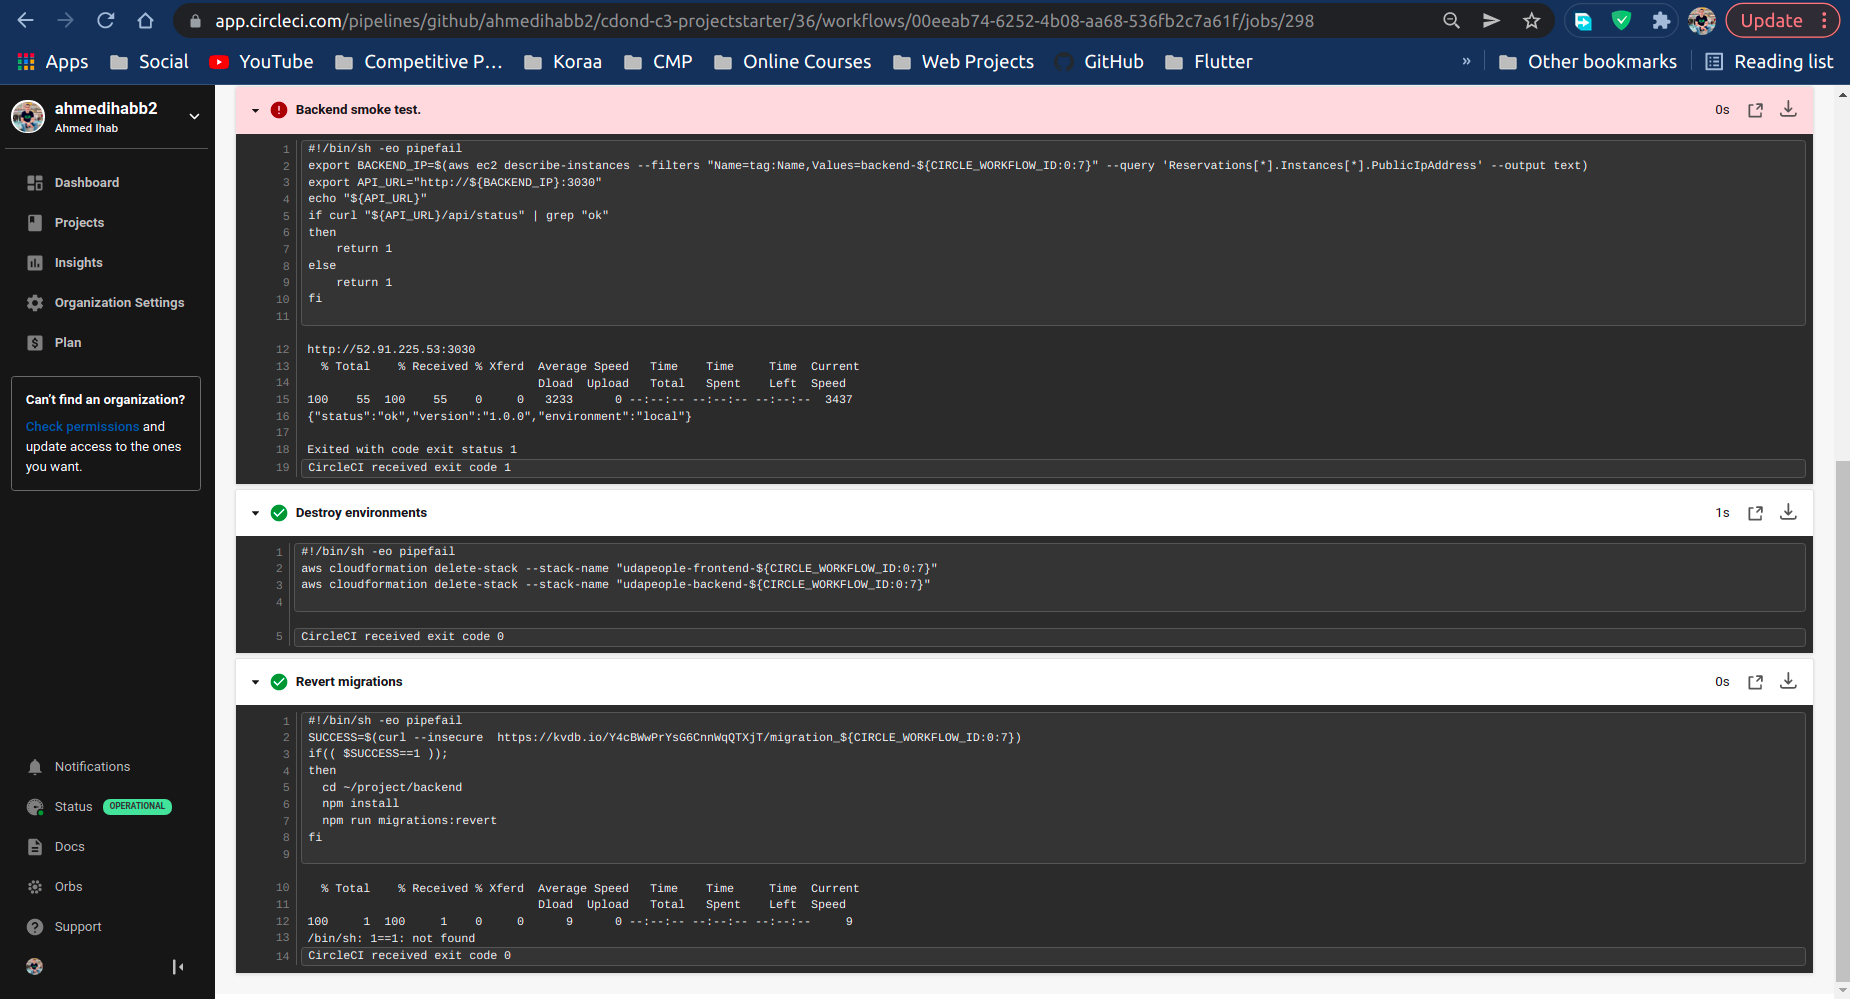 app.circleci.com/pipelines/github/ahmedihabb2/cdond-c3-projectstarter/36/workflows/00eeab74-6252-4b08-aa68-536fb2c7a61f/jobs/298
Update
Apps
Social
YouTube
Competitive P...
Koraa
CMP
Online Courses
Web Projects
GitHub
Flutter
»
Other bookmarks
Reading list
ahmedihabb2
Ahmed Ihab
Dashboard
Projects
Insights
Organization Settings
Plan
Can't find an organization?
Check permissions and
update access to the ones
you want.
Notifications
Status OPERATIONAL
Docs
Orbs
Support
Backend smoke test.
0s
1 #!/bin/sh -eo pipefail
2 export BACKEND_IP=$(aws ec2 describe-instances --filters "Name=tag:Name,Values=backend-${CIRCLE_WORKFLOW_ID:0:7}" --query 'Reservations[*].Instances[*].PublicIpAddress' --output text)
3 export API_URL="http://${BACKEND_IP}:3030"
4 echo "${API_URL}"
5 if curl "${API_URL}/api/status" | grep "ok"
6 then
7     return 1
8 else
9     return 1
10 fi
11
12 http://52.91.225.53:3030
13   % Total    % Received % Xferd  Average Speed   Time    Time     Time  Current
14                                  Dload  Upload   Total   Spent    Left  Speed
15 100    55  100    55    0     0   3233      0 --:--:-- --:--:-- --:--:--  3437
16 {"status":"ok","version":"1.0.0","environment":"local"}
17
18 Exited with code exit status 1
19 CircleCI received exit code 1
Destroy environments
1s
1 #!/bin/sh -eo pipefail
2 aws cloudformation delete-stack --stack-name "udapeople-frontend-${CIRCLE_WORKFLOW_ID:0:7}"
3 aws cloudformation delete-stack --stack-name "udapeople-backend-${CIRCLE_WORKFLOW_ID:0:7}"
4
5 CircleCI received exit code 0
Revert migrations
0s
1 #!/bin/sh -eo pipefail
2 SUCCESS=$(curl --insecure  https://kvdb.io/Y4cBWwPrYsG6CnnWqQTXjT/migration_${CIRCLE_WORKFLOW_ID:0:7})
3 if(( $SUCCESS==1 ));
4 then
5   cd ~/project/backend
6   npm install
7   npm run migrations:revert
8 fi
9
10   % Total    % Received % Xferd  Average Speed   Time    Time     Time  Current
11                                  Dload  Upload   Total   Spent    Left  Speed
12 100     1  100     1    0     0      9      0 --:--:-- --:--:-- --:--:--     9
13 /bin/sh: 1==1: not found
14 CircleCI received exit code 0